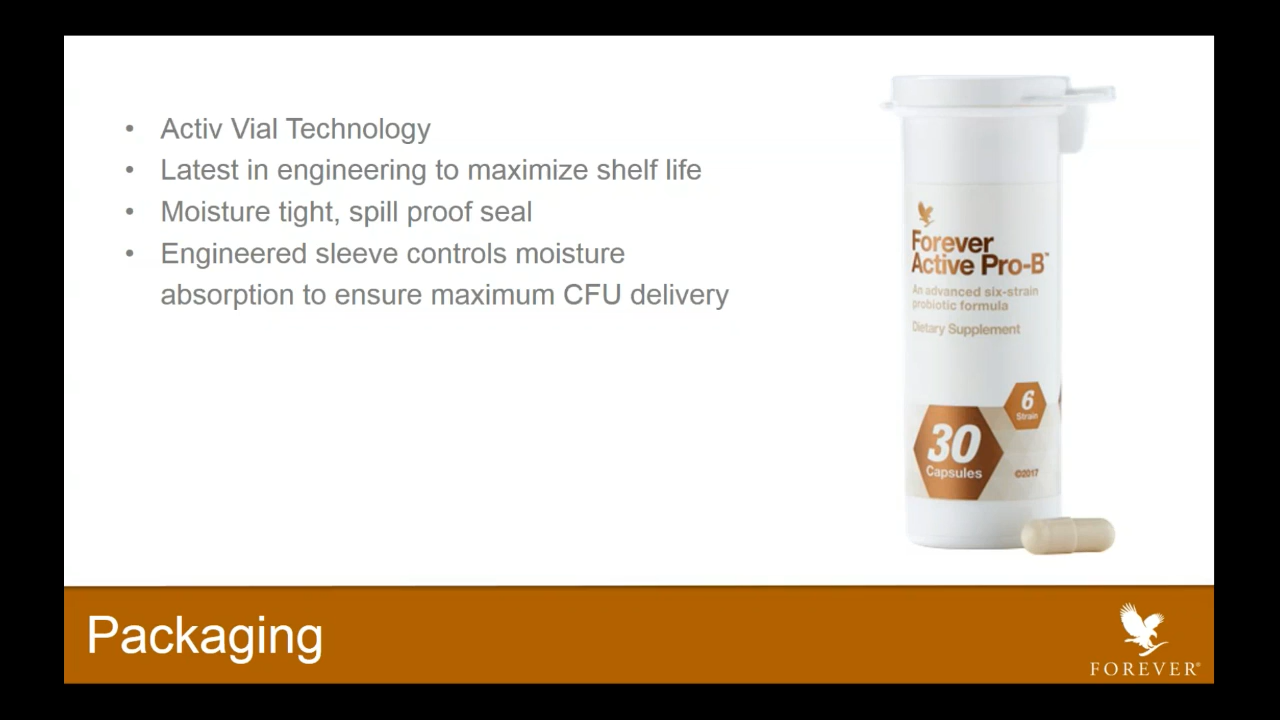 • Activ Vial Technology
• Latest in engineering to maximize shelf life
• Moisture tight, spill proof seal
• Engineered sleeve controls moisture
absorption to ensure maximum CFU delivery
Forever
Active Pro-B™
An advanced six-strain
probiotic formula
Dietary Supplement
6
Strain
30
Capsules
©2017
Packaging
FOREVER®